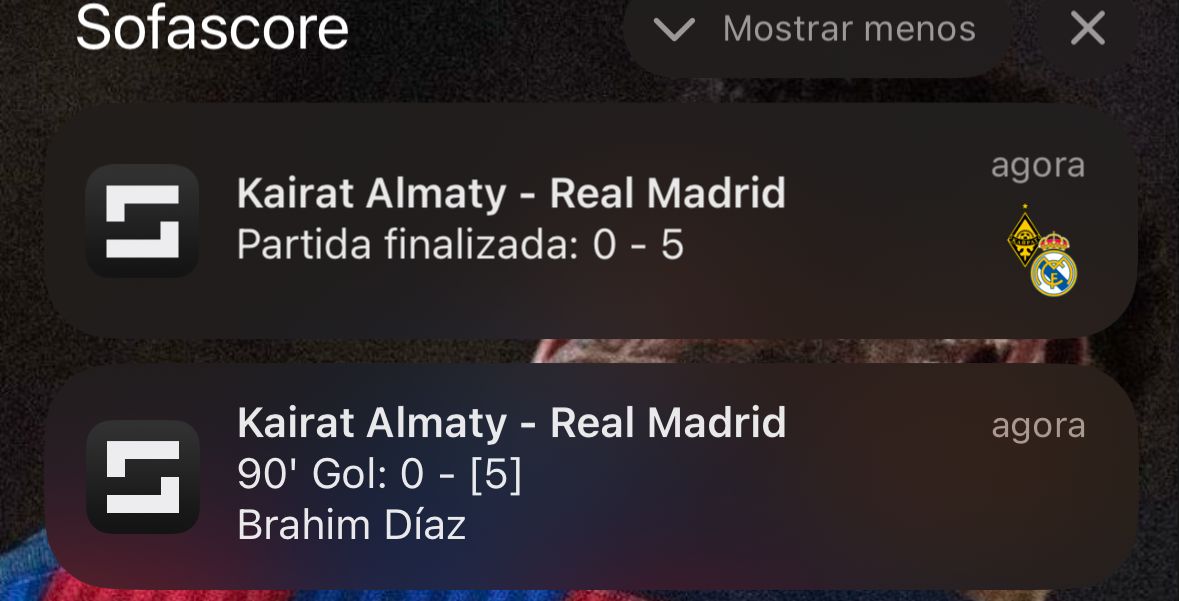 Sofascore
Mostrar menos
Kairat Almaty - Real Madrid
agora
Partida finalizada: 0 - 5
Kairat Almaty - Real Madrid
agora
90' Gol: 0 - [5]
Brahim Díaz